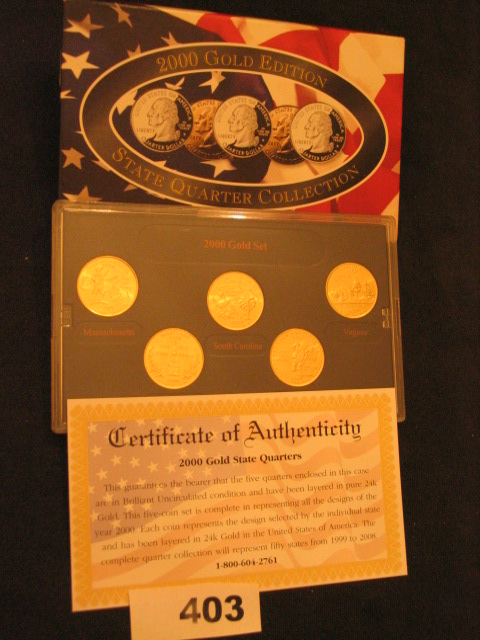 2000 GOLD EDITION
STATE QUARTER COLLECTION
2000 Gold Set
Massachusetts
South Carolina
Virginia
Certificate of Authenticity
2000 Gold State Quarters
This guarantees the bearer that the five quarters enclosed in this case
are in Brilliant Uncirculated condition and have been layered in pure 24k
Gold. This five-coin set is complete in representing all the designs of the
year 2000. Each coin represents the design selected by the individual state
and has been layered in 24k Gold in the United States of America. The
complete quarter collection will represent fifty states from 1999 to 2008.
1-800-604-2761
403